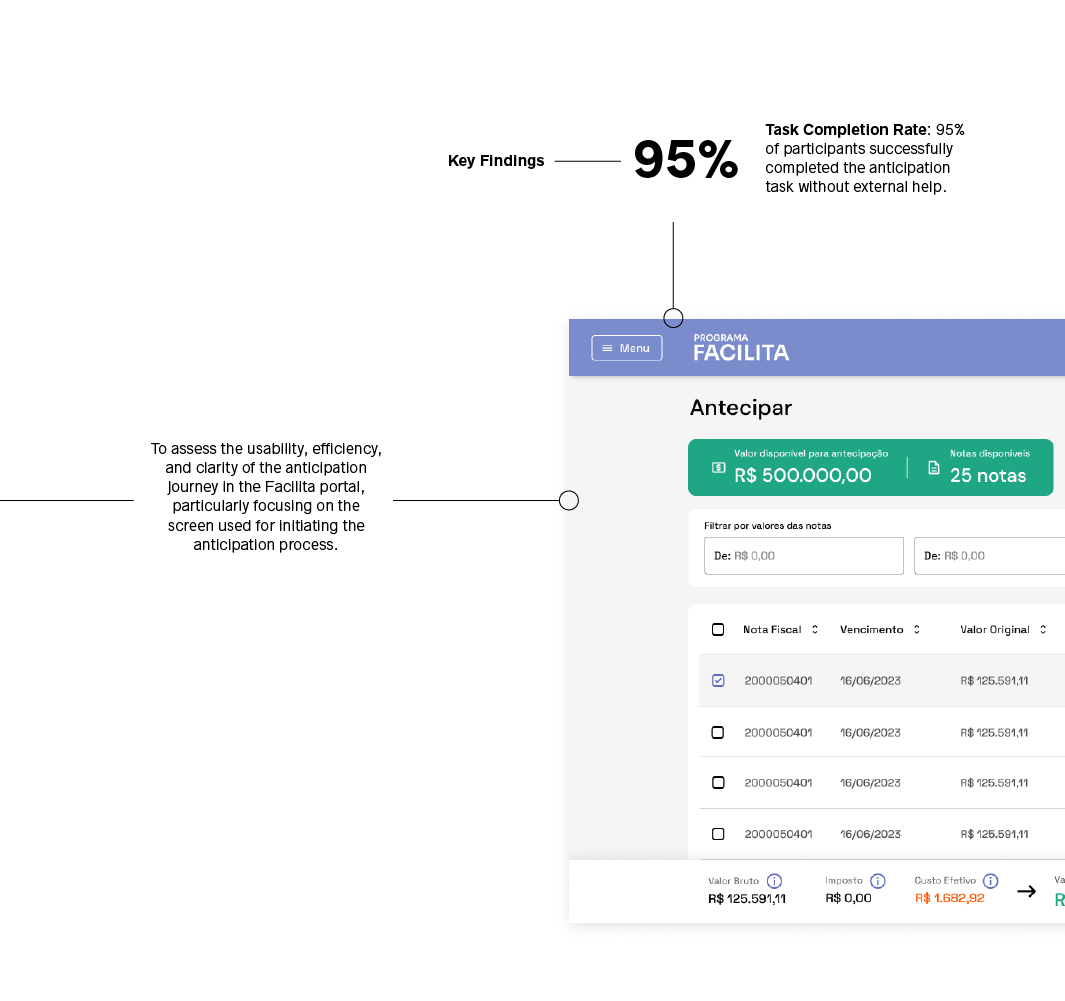 Key Findings
95%
Task Completion Rate: 95%
of participants successfully
completed the anticipation
task without external help.
To assess the usability, efficiency,
and clarity of the anticipation
journey in the Facilita portal,
particularly focusing on the
screen used for initiating the
anticipation process.
Menu
PROGRAMA
FACILITA
Antecipar
Valor disponível para antecipação
R$ 500.000,00
Notas disponíveis
25 notas
Filtrar por valores das notas
De: R$ 0,00
De: R$ 0,00
Nota Fiscal Vencimento Valor Original
2000050401 16/06/2023 R$ 125.591,11
2000050401 16/06/2023 R$ 125.591,11
2000050401 16/06/2023 R$ 125.591,11
2000050401 16/06/2023 R$ 125.591,11
Valor Bruto
R$ 125.591,11
Imposto
R$ 0,00
Custo Efetivo
R$ 1.682,92